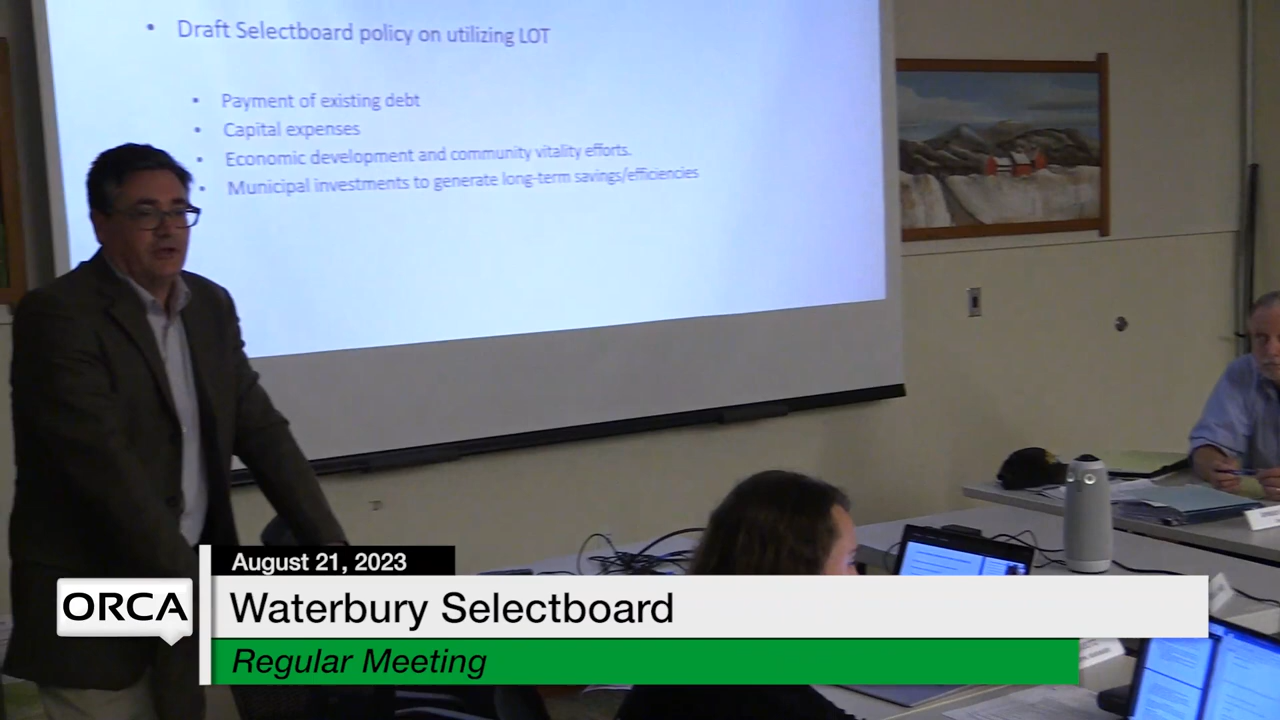 • Draft Selectboard policy on utilizing LOT
• Payment of existing debt
• Capital expenses
• Economic development and community vitality efforts.
• Municipal investments to generate long-term savings/efficiencies
August 21, 2023
ORCA
Waterbury Selectboard
Regular Meeting